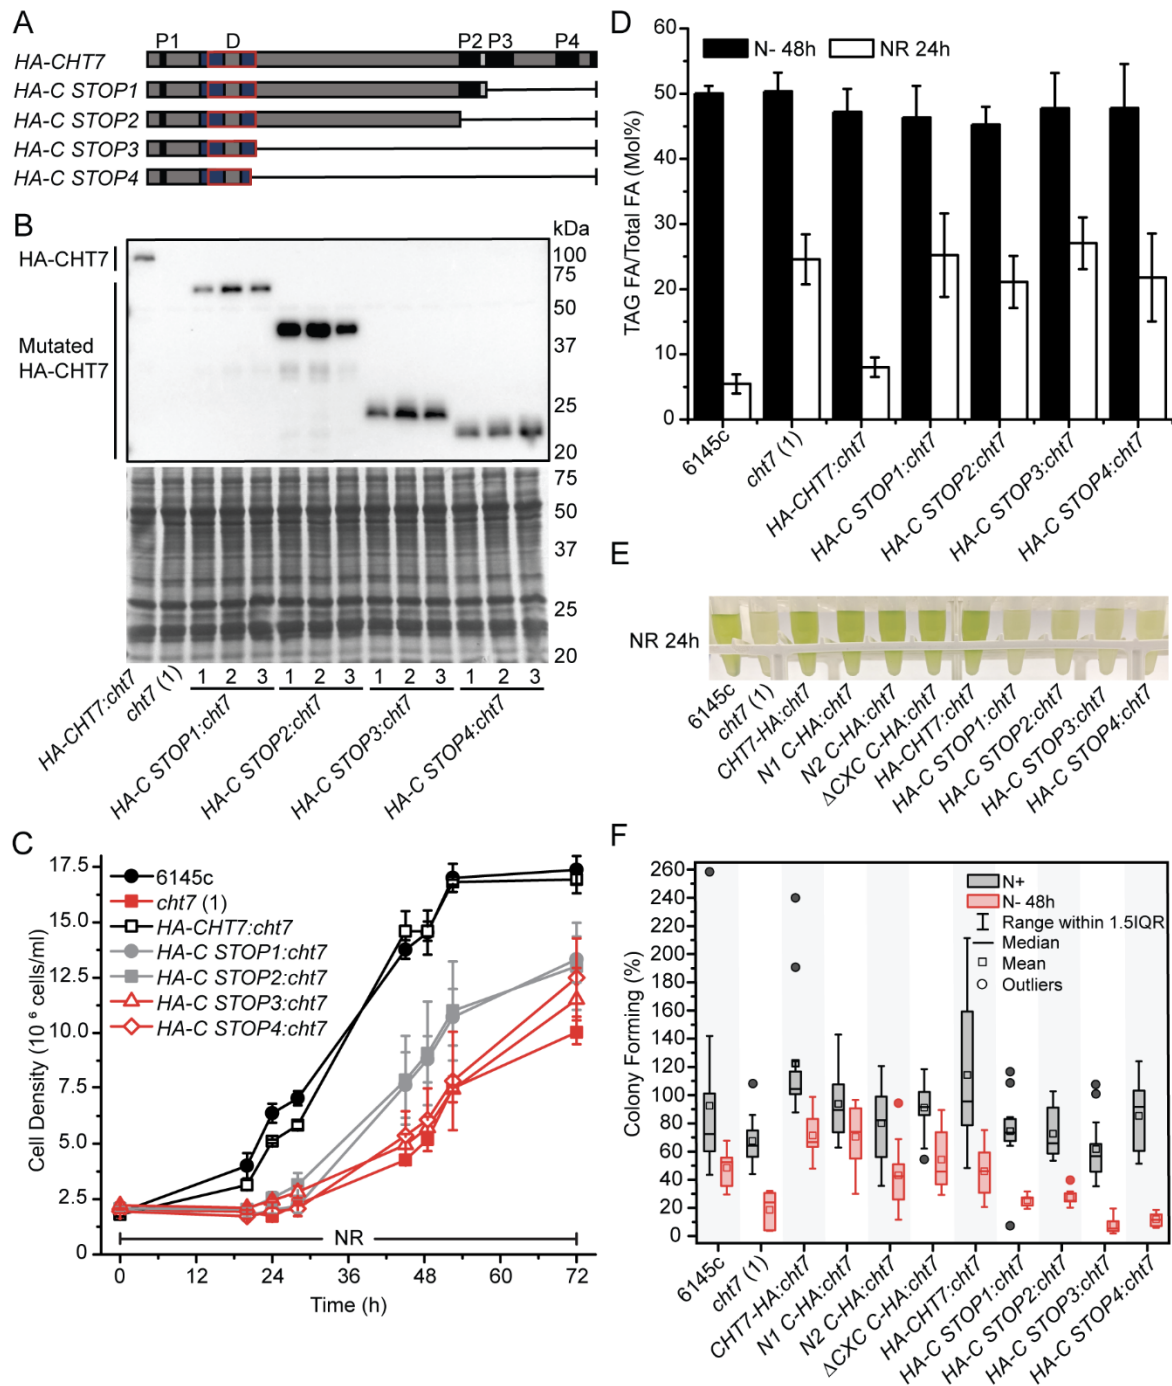 A
P1 D P2 P3 P4
HA-CHT7
HA-C STOP1
HA-C STOP2
HA-C STOP3
HA-C STOP4
B
kDa
HA-CHT7
Mutated
HA-CHT7
100
75
50
37
25
20
75
50
37
25
20
1 2 3 1 2 3 1 2 3 1 2 3
HA-CHT7:cht7
cht7 (1)
HA-C STOP1:cht7
HA-C STOP2:cht7
HA-C STOP3:cht7
HA-C STOP4:cht7
C
Cell Density (10 ⁶ cells/ml)
17.5
15.0
12.5
10.0
7.5
5.0
2.5
0
6145c
cht7 (1)
HA-CHT7:cht7
HA-C STOP1:cht7
HA-C STOP2:cht7
HA-C STOP3:cht7
HA-C STOP4:cht7
NR
0 12 24 36 48 60 72
Time (h)
D
TAG FA/Total FA (Mol%)
60
50
40
30
20
10
0
N- 48h NR 24h
6145c
cht7 (1)
HA-CHT7:cht7
HA-C STOP1:cht7
HA-C STOP2:cht7
HA-C STOP3:cht7
HA-C STOP4:cht7
E
NR 24h
6145c
cht7 (1)
CHT7-HA:cht7
N1 C-HA:cht7
N2 C-HA:cht7
ΔCXC C-HA:cht7
HA-CHT7:cht7
HA-C STOP1:cht7
HA-C STOP2:cht7
HA-C STOP3:cht7
HA-C STOP4:cht7
F
Colony Forming (%)
260
240
220
200
180
160
140
120
100
80
60
40
20
0
N+
N- 48h
Range within 1.5IQR
Median
Mean
Outliers
6145c
cht7 (1)
CHT7-HA:cht7
N1 C-HA:cht7
N2 C-HA:cht7
ΔCXC C-HA:cht7
HA-CHT7:cht7
HA-C STOP1:cht7
HA-C STOP2:cht7
HA-C STOP3:cht7
HA-C STOP4:cht7